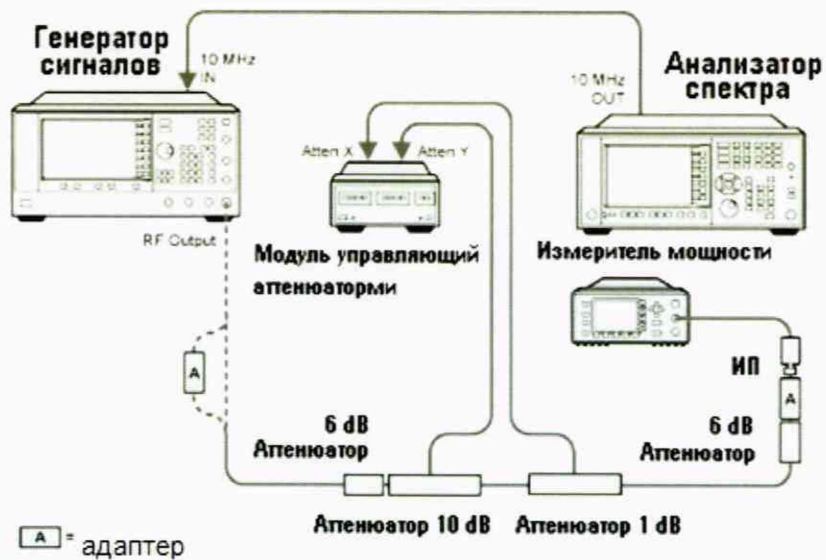 Генератор
сигналов
10 MHz
IN
10 MHz
OUT
Анализатор
спектра
Atten X
Atten Y
RF Output
Модуль управляющий
аттенюаторми
Измеритель мощности
A
ИП
A
6 dB
Аттенюатор
6 dB
Аттенюатор
Аттенюатор 10 dB
Аттенюатор 1 dB
A = адаптер